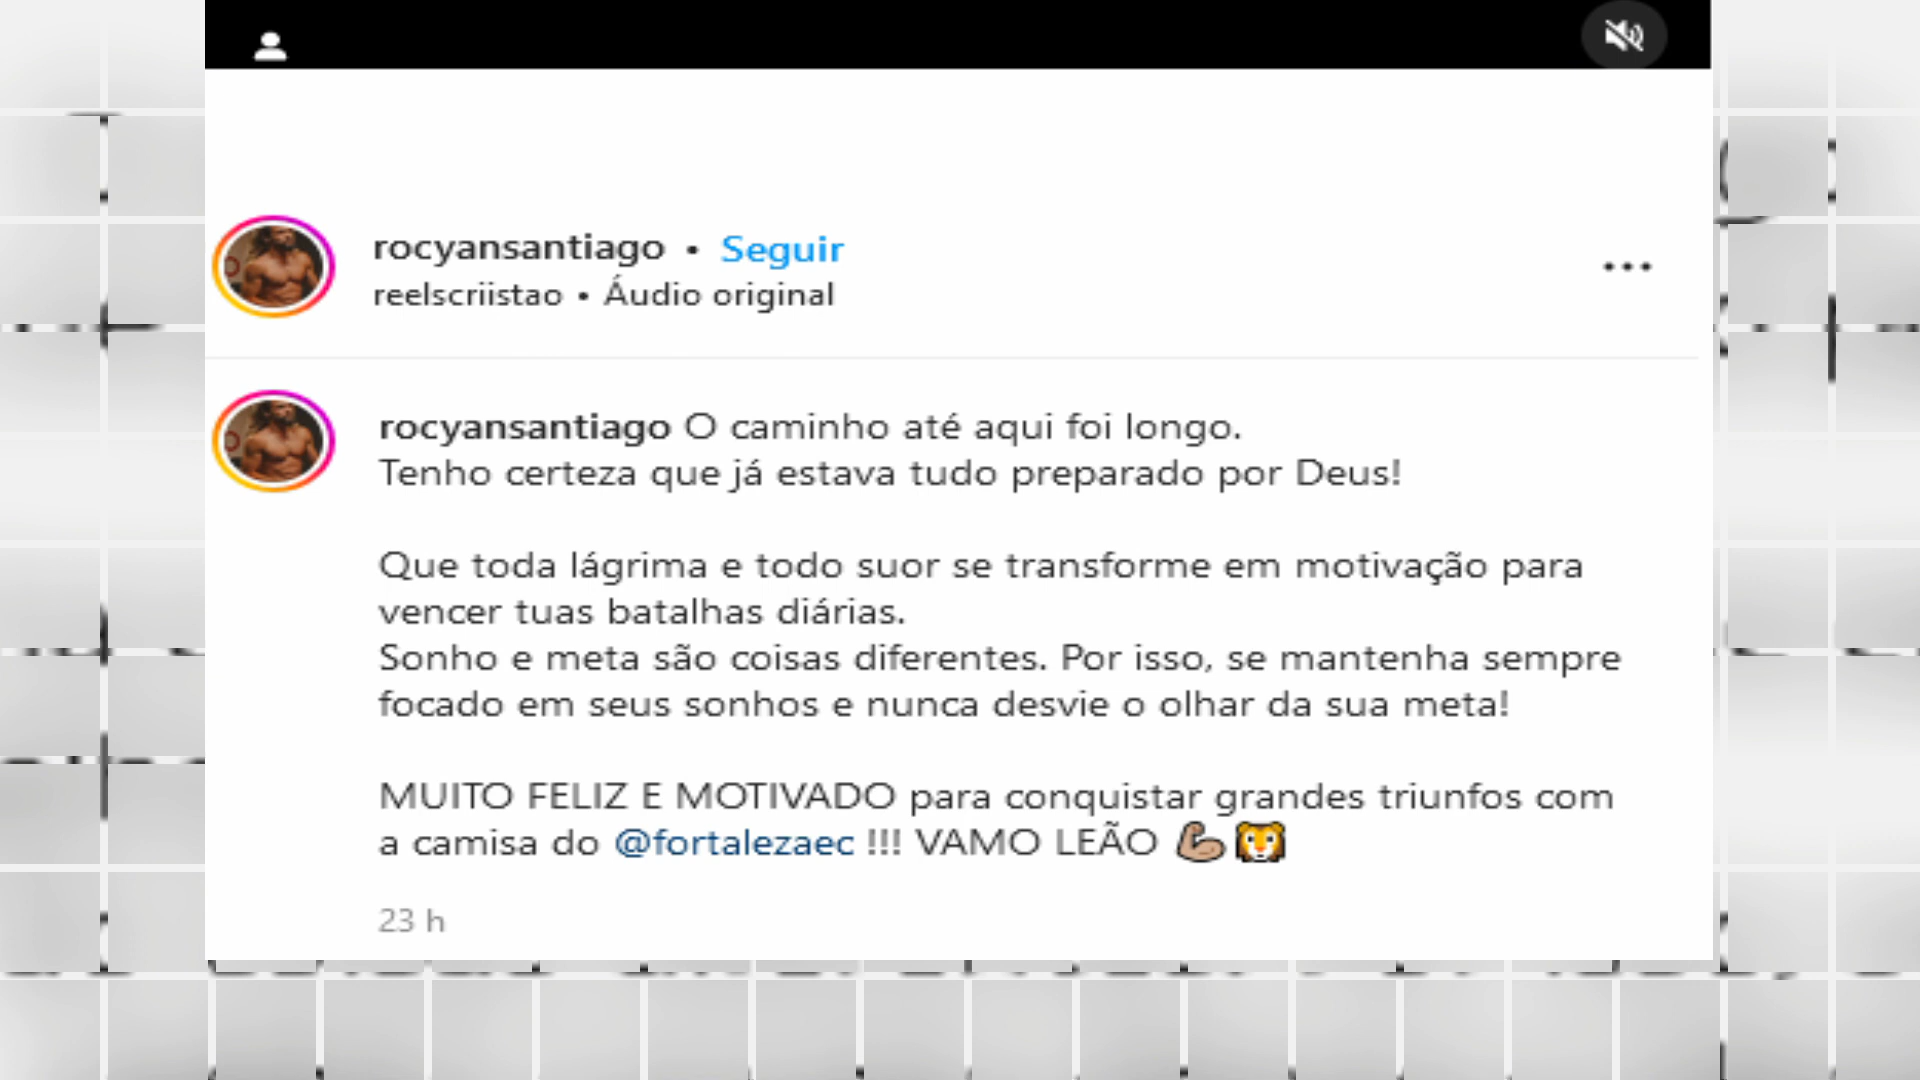 rocyansantiago • Seguir
reelscriistao • Áudio original
rocyansantiago O caminho até aqui foi longo.
Tenho certeza que já estava tudo preparado por Deus!
Que toda lágrima e todo suor se transforme em motivação para
vencer tuas batalhas diárias.
Sonho e meta são coisas diferentes. Por isso, se mantenha sempre
focado em seus sonhos e nunca desvie o olhar da sua meta!
MUITO FELIZ E MOTIVADO para conquistar grandes triunfos com
a camisa do @fortalezaec !!! VAMO LEÃO 💪🏽🦁
23 h